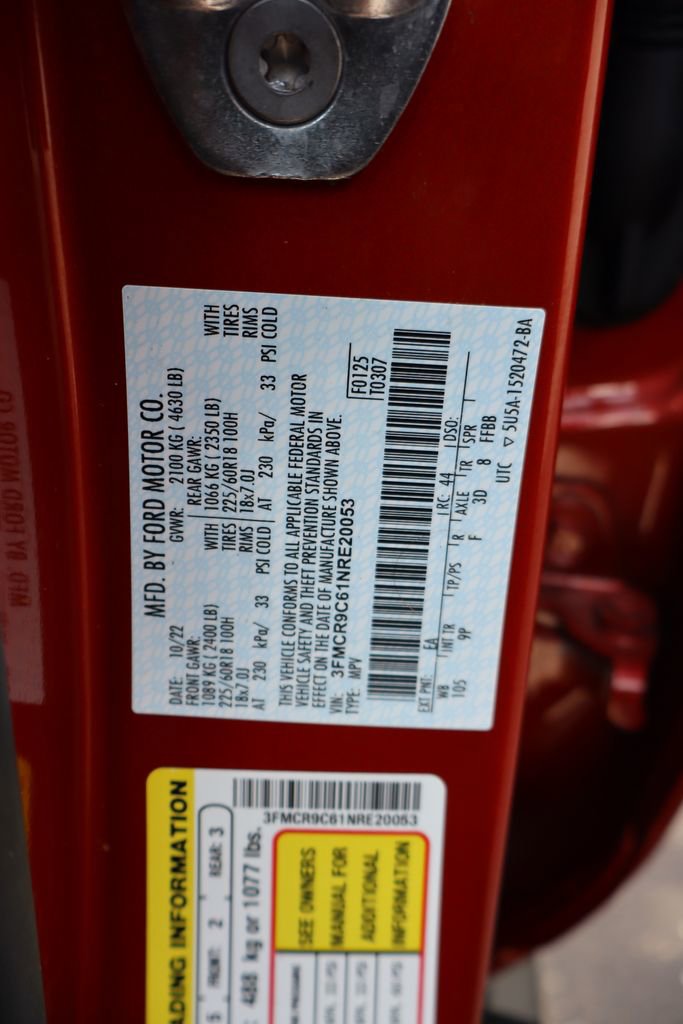 MFD. BY FORD MOTOR CO.
DATE: 10/22 GVWR: 2100 KG ( 4630 LB)
FRONT GAWR: REAR GAWR:
1089 KG ( 2400 LB) WITH 1066 KG ( 2350 LB) WITH
225/60R18 100H TIRES 225/60R18 100H TIRES
18x7.0J RIMS 18x7.0J RIMS
AT 230 kPa/ 33 PSI COLD AT 230 kPa/ 33 PSI COLD
THIS VEHICLE CONFORMS TO ALL APPLICABLE FEDERAL MOTOR
VEHICLE SAFETY AND THEFT PREVENTION STANDARDS IN
EFFECT ON THE DATE OF MANUFACTURE SHOWN ABOVE.
VIN: 3FMCR9C61NRE20053
TYPE: MPV
F0125
T0307
EXT PNT: EA RC: 44 DSO:
WB INT TR TP/PS R AXLE TR SPR
105 9P F 3D 8 FFBB
UTC ▽ 5U5A-1520472-BA
ADING INFORMATION
FRONT: 2 REAR: 3
488 kg or 1077 lbs.
3FMCR9C61NRE20053
SEE OWNERS
MANUAL FOR
ADDITIONAL
INFORMATION